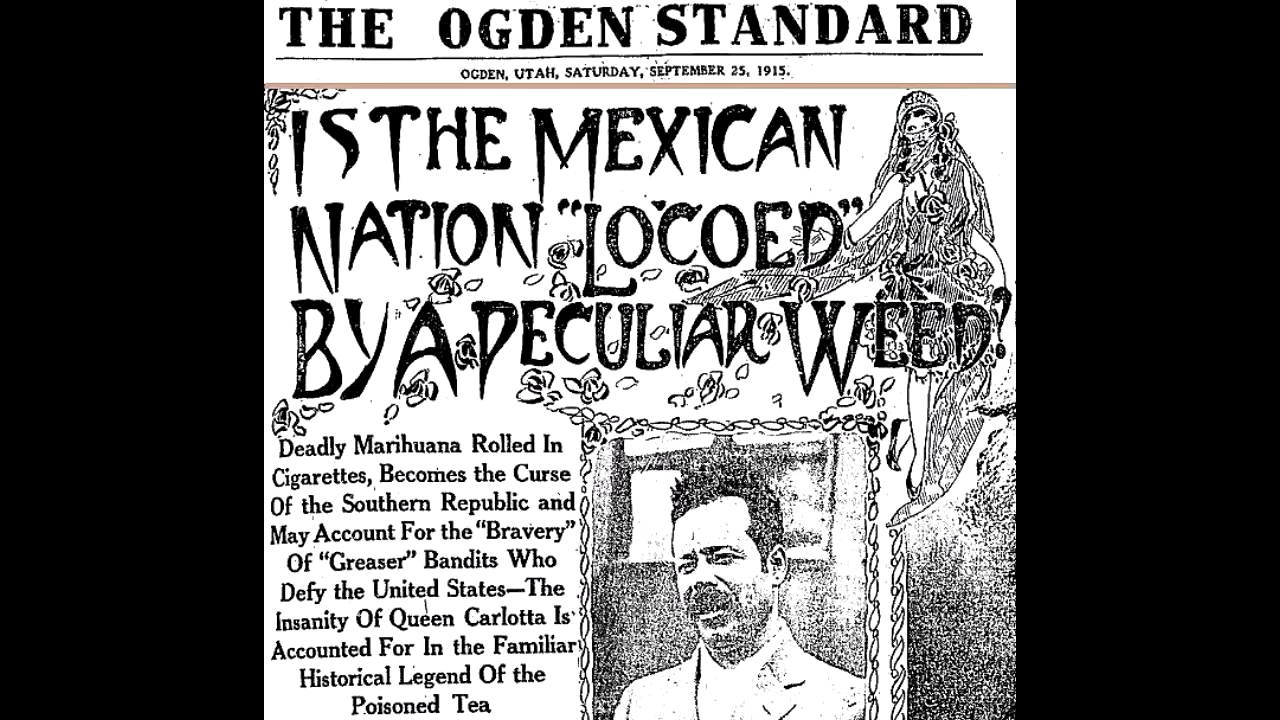 THE OGDEN STANDARD
OGDEN, UTAH, SATURDAY, SEPTEMBER 25, 1915.
IS THE MEXICAN
NATION "LOCOED"
BY A PECULIAR WEED?
Deadly Marihuana Rolled In
Cigarettes, Becomes the Curse
Of the Southern Republic and
May Account For the "Bravery"
Of "Greaser" Bandits Who
Defy the United States—The
Insanity Of Queen Carlotta Is
Accounted For In the Familiar
Historical Legend Of the
Poisoned Tea